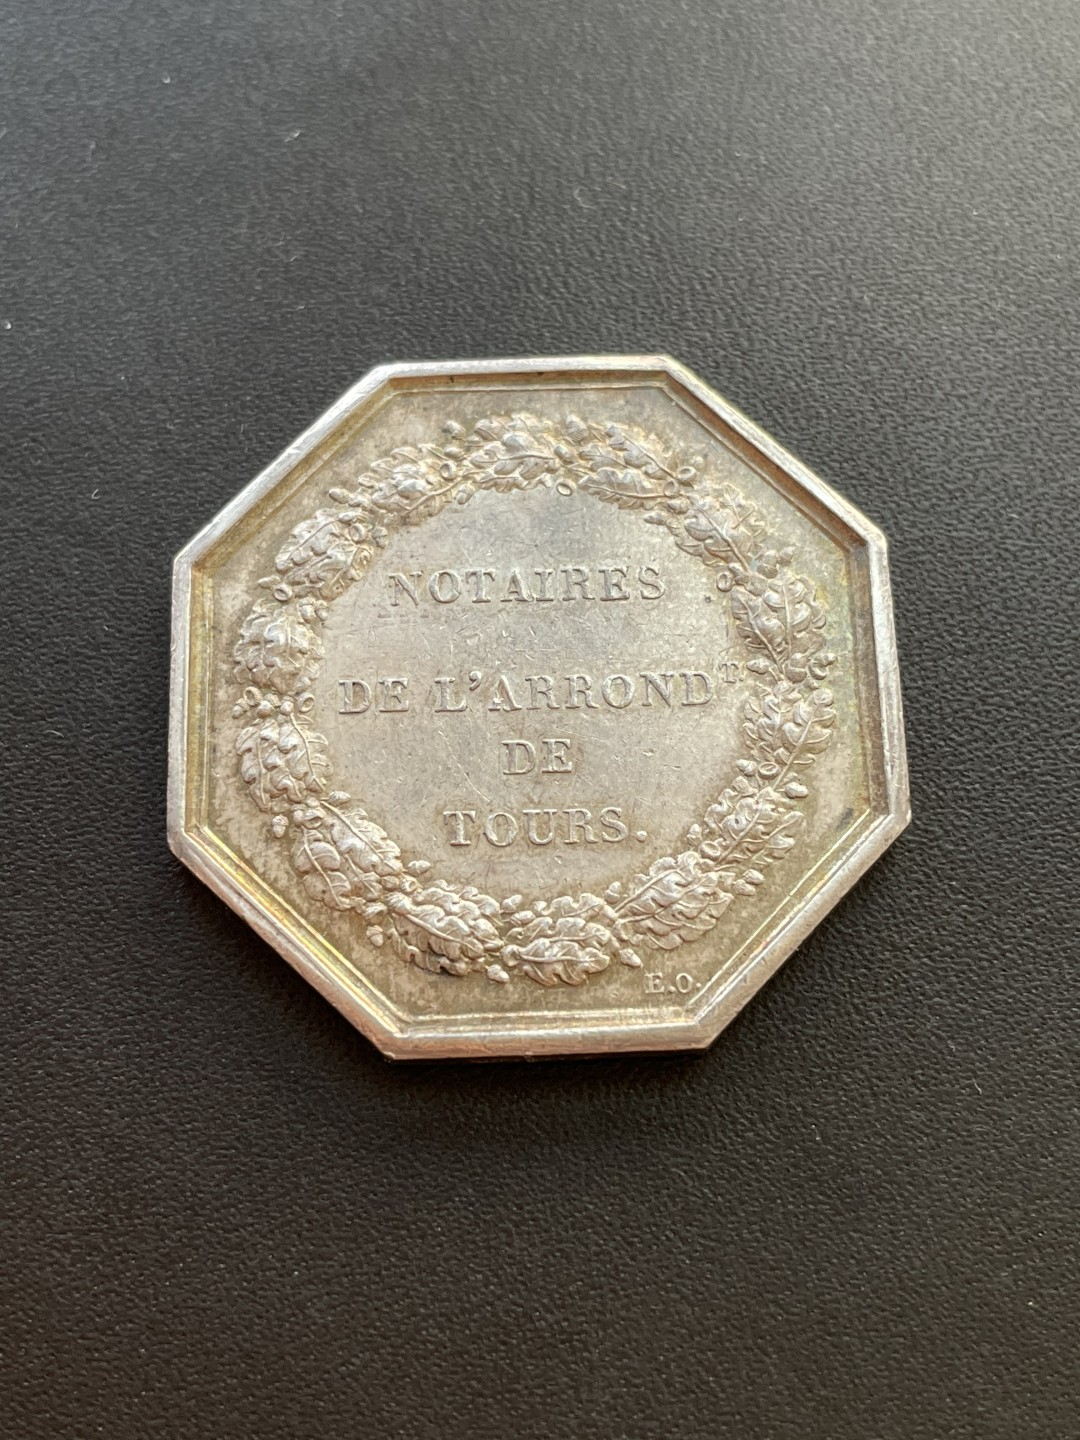 NOTAIRES
DE L'ARRONDT.
DE
TOURS.
E.O.